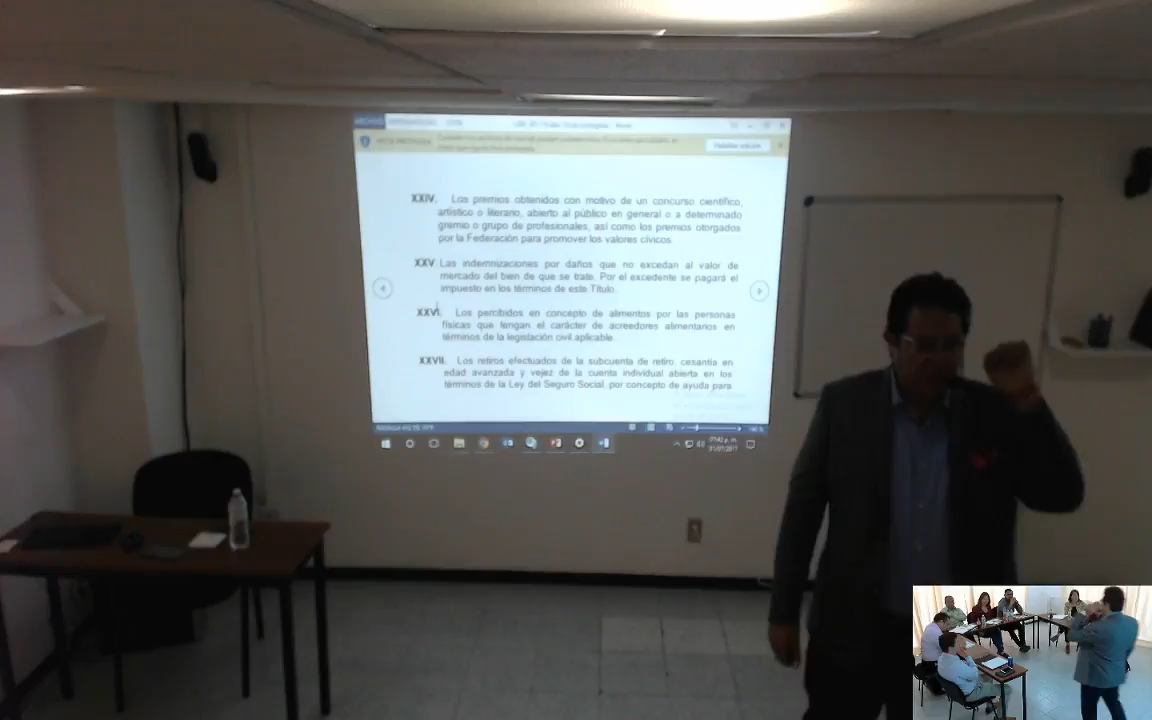 XXIV. Los premios obtenidos con motivo de un concurso científico,
artístico o literario, abierto al público en general o a determinado
gremio o grupo de profesionales, así como los premios otorgados
por la Federación para promover los valores cívicos.
XXV. Las indemnizaciones por daños que no excedan al valor de
mercado del bien de que se trate. Por el excedente se pagará el
impuesto en los términos de este Título.
XXVI. Los percibidos en concepto de alimentos por las personas
físicas que tengan el carácter de acreedores alimentarios en
términos de la legislación civil aplicable.
XXVII. Los retiros efectuados de la subcuenta de retiro, cesantía en
edad avanzada y vejez de la cuenta individual abierta en los
términos de la Ley del Seguro Social, por concepto de ayuda para
07:42 p. m.
31/07/2017